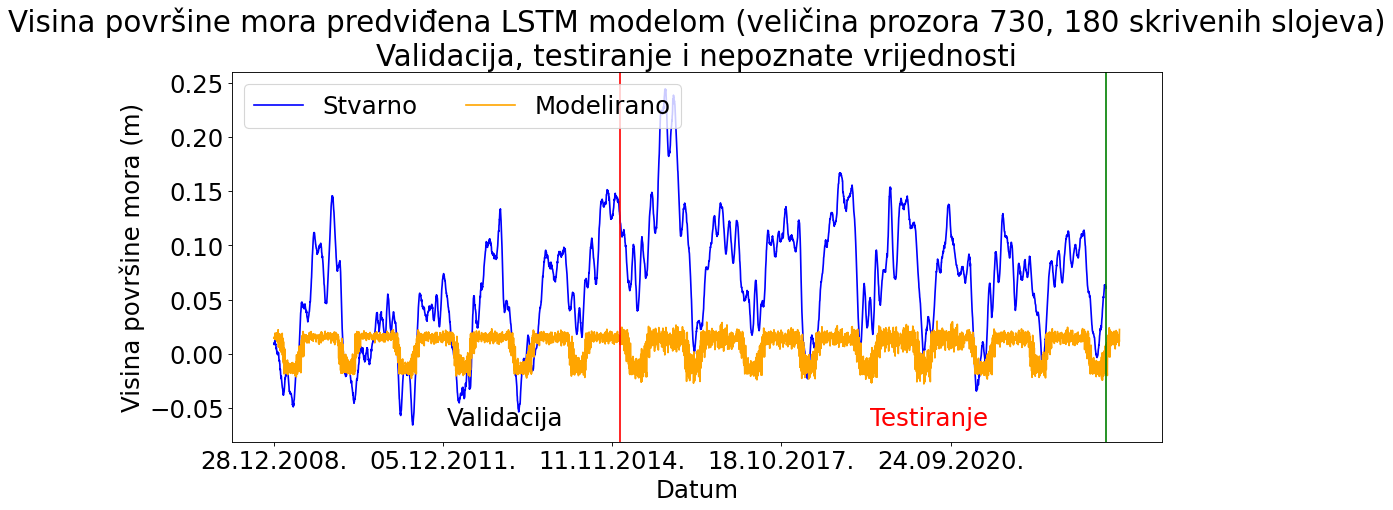 Visina površine mora predviđena LSTM modelom (veličina prozora 730, 180 skrivenih slojeva)
Validacija, testiranje i nepoznate vrijednosti
Stvarno
Modelirano
Visina površine mora (m)
0.25
0.20
0.15
0.10
0.05
0.00
−0.05
Validacija
Testiranje
28.12.2008.
05.12.2011.
11.11.2014.
18.10.2017.
24.09.2020.
Datum